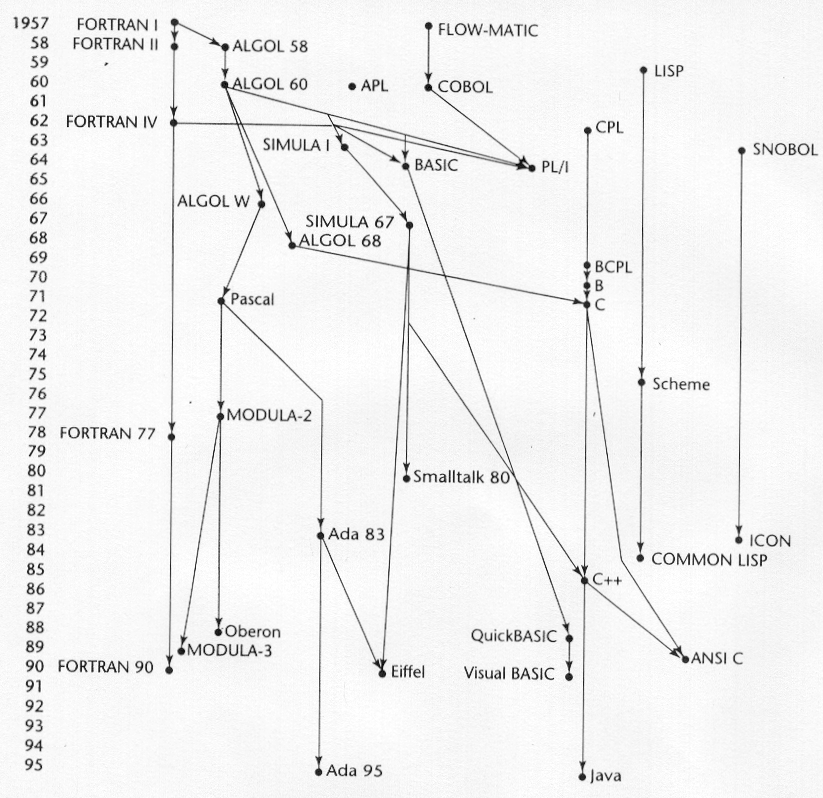 1957 FORTRAN I FLOW-MATIC
58 FORTRAN II ALGOL 58
59 LISP
60 ALGOL 60 APL COBOL
61
62 FORTRAN IV CPL
63 SIMULA I SNOBOL
64 BASIC PL/I
65
66 ALGOL W
67 SIMULA 67
68 ALGOL 68
69 BCPL
70 B
71 Pascal C
72
73
74
75 Scheme
76
77 MODULA-2
78 FORTRAN 77
79
80 Smalltalk 80
81
82
83 Ada 83 ICON
84 COMMON LISP
85 C++
86
87
88 Oberon QuickBASIC
89 MODULA-3 ANSI C
90 FORTRAN 90 Eiffel Visual BASIC
91
92
93
94
95 Ada 95 Java